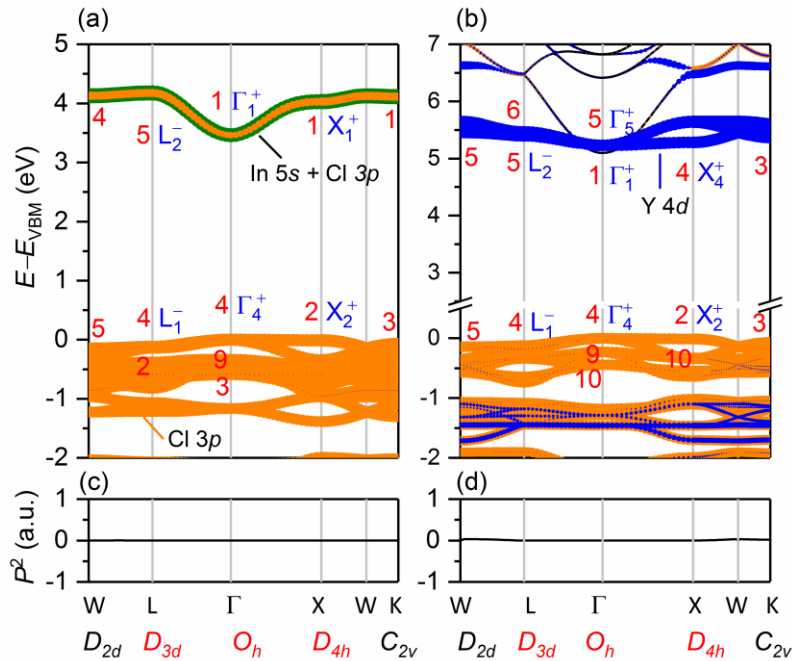 (a)
(b)
5
4
3
2
1
0
-1
-2
E−E_VBM (eV)
4
5 L₂⁻
1 Γ₁⁺
1 X₁⁺
1
In 5s + Cl 3p
5
4 L₁⁻
4 Γ₄⁺
2 X₂⁺
3
2
9
3
Cl 3p
7
6
5
4
3
0
-1
-2
6
5 Γ₅⁺
5
5 L₂⁻
1 Γ₁⁺
4 X₄⁺
3
Y 4d
5
4 L₁⁻
4 Γ₄⁺
2 X₂⁺
3
9
10
10
(c)
(d)
1
0
-1
P² (a.u.)
1
0
-1
W L Γ X W K
W L Γ X W K
D₂d D₃d Oₕ D₄ₕ C₂ᵥ
D₂d D₃d Oₕ D₄ₕ C₂ᵥ